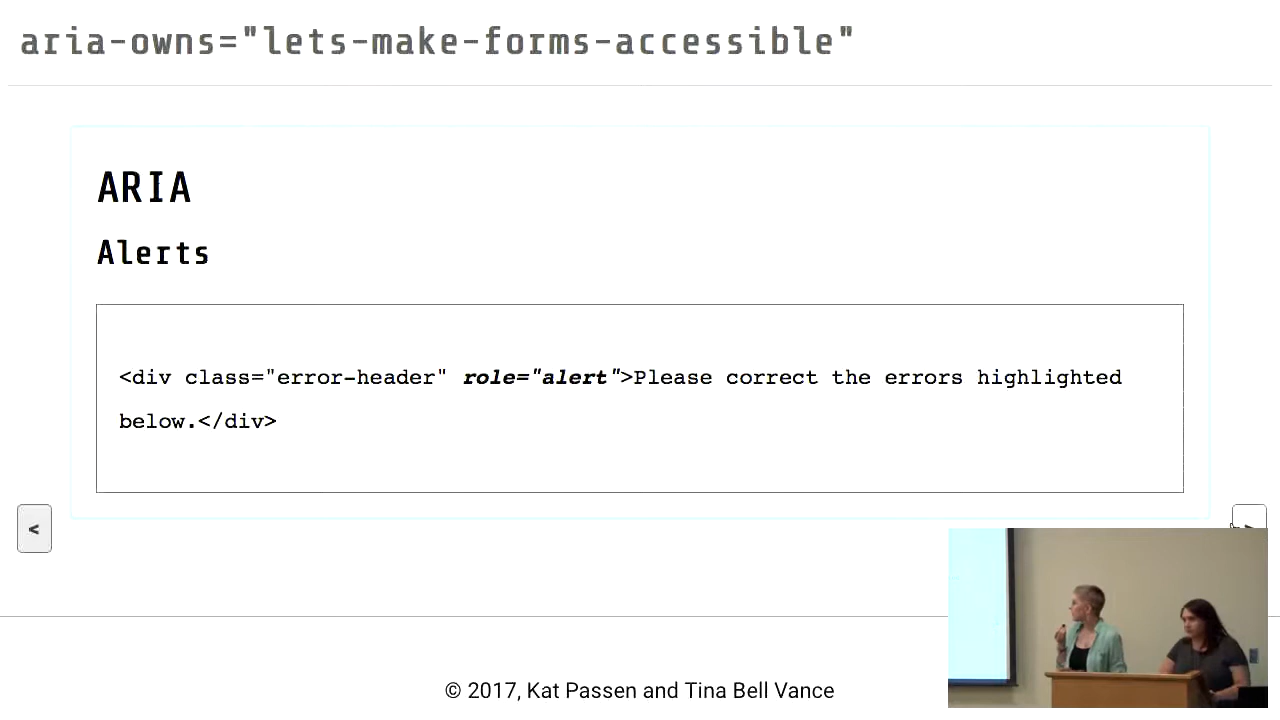 aria-owns="lets-make-forms-accessible"
ARIA
Alerts
<div class="error-header" role="alert">Please correct the errors highlighted
below.</div>
<
>
© 2017, Kat Passen and Tina Bell Vance